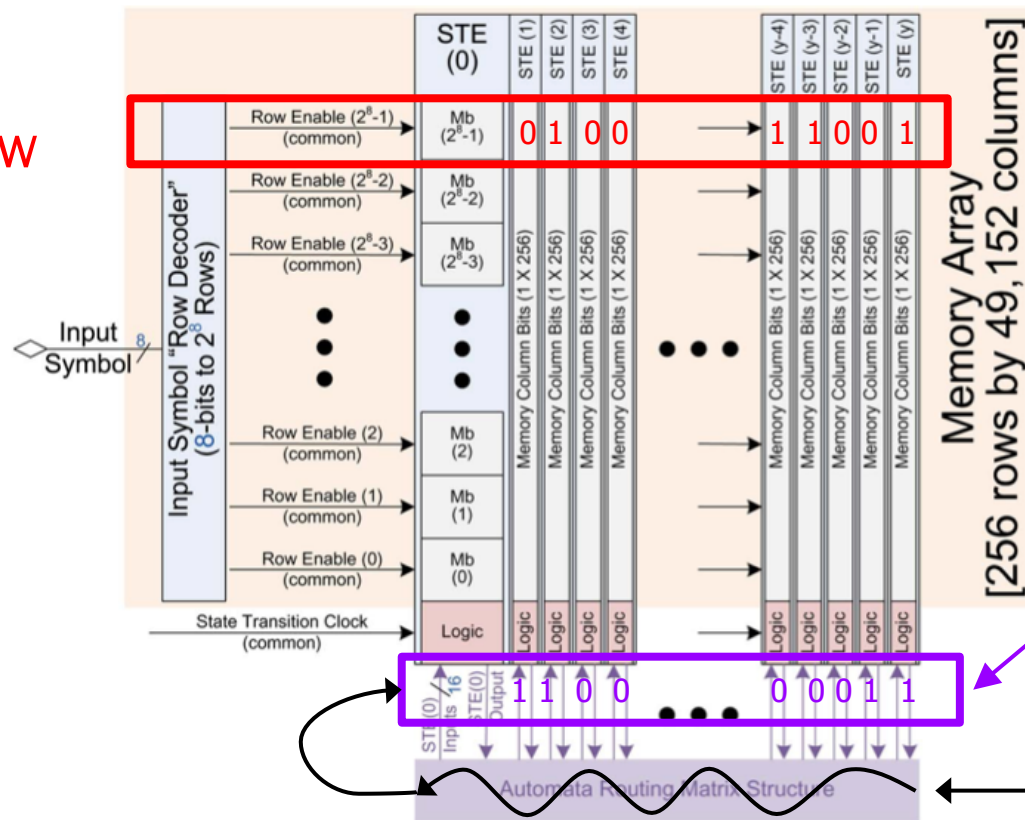 STE
(0)
STE (1)
STE (2)
STE (3)
STE (4)
STE (y-4)
STE (y-3)
STE (y-2)
STE (y-1)
STE (y)
w
Row Enable (2⁸-1)
(common)
Mb
(2⁸-1)
0 1 0 0
1 1 0 0 1
Row Enable (2⁸-2)
(common)
Mb
(2⁸-2)
Row Enable (2⁸-3)
(common)
Mb
(2⁸-3)
Input Symbol "Row Decoder"
(8-bits to 2⁸ Rows)
Input
Symbol
8
Memory Column Bits (1 X 256)
Memory Column Bits (1 X 256)
Memory Column Bits (1 X 256)
Memory Column Bits (1 X 256)
Memory Column Bits (1 X 256)
Memory Column Bits (1 X 256)
Memory Column Bits (1 X 256)
Memory Column Bits (1 X 256)
Memory Column Bits (1 X 256)
Memory Array
[256 rows by 49,152 columns]
Row Enable (2)
(common)
Mb
(2)
Row Enable (1)
(common)
Mb
(1)
Row Enable (0)
(common)
Mb
(0)
State Transition Clock
(common)
Logic
Logic
Logic
Logic
Logic
Logic
Logic
Logic
Logic
Logic
STE(0)
Inputs
16
STE(0)
Output
1 1 0 0
0 0 0 1 1
Automata Routing Matrix Structure